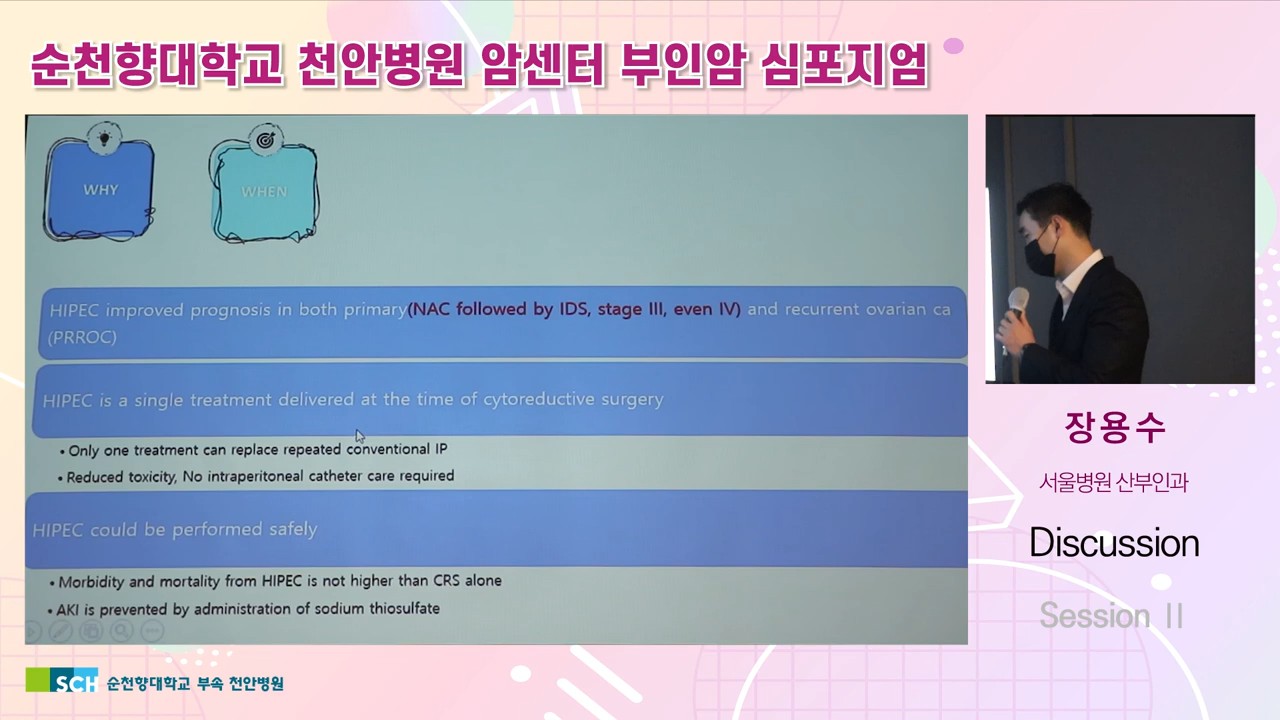 순천향대학교 천안병원 암센터 부인암 심포지엄
WHY
WHEN
HIPEC improved prognosis in both primary(NAC followed by IDS, stage III, even IV) and recurrent ovarian ca
(PRROC)
HIPEC is a single treatment delivered at the time of cytoreductive surgery
• Only one treatment can replace repeated conventional IP
• Reduced toxicity, No intraperitoneal catheter care required
HIPEC could be performed safely
• Morbidity and mortality from HIPEC is not higher than CRS alone
• AKI is prevented by administration of sodium thiosulfate
장용수
서울병원 산부인과
Discussion
Session II
SCH 순천향대학교 부속 천안병원